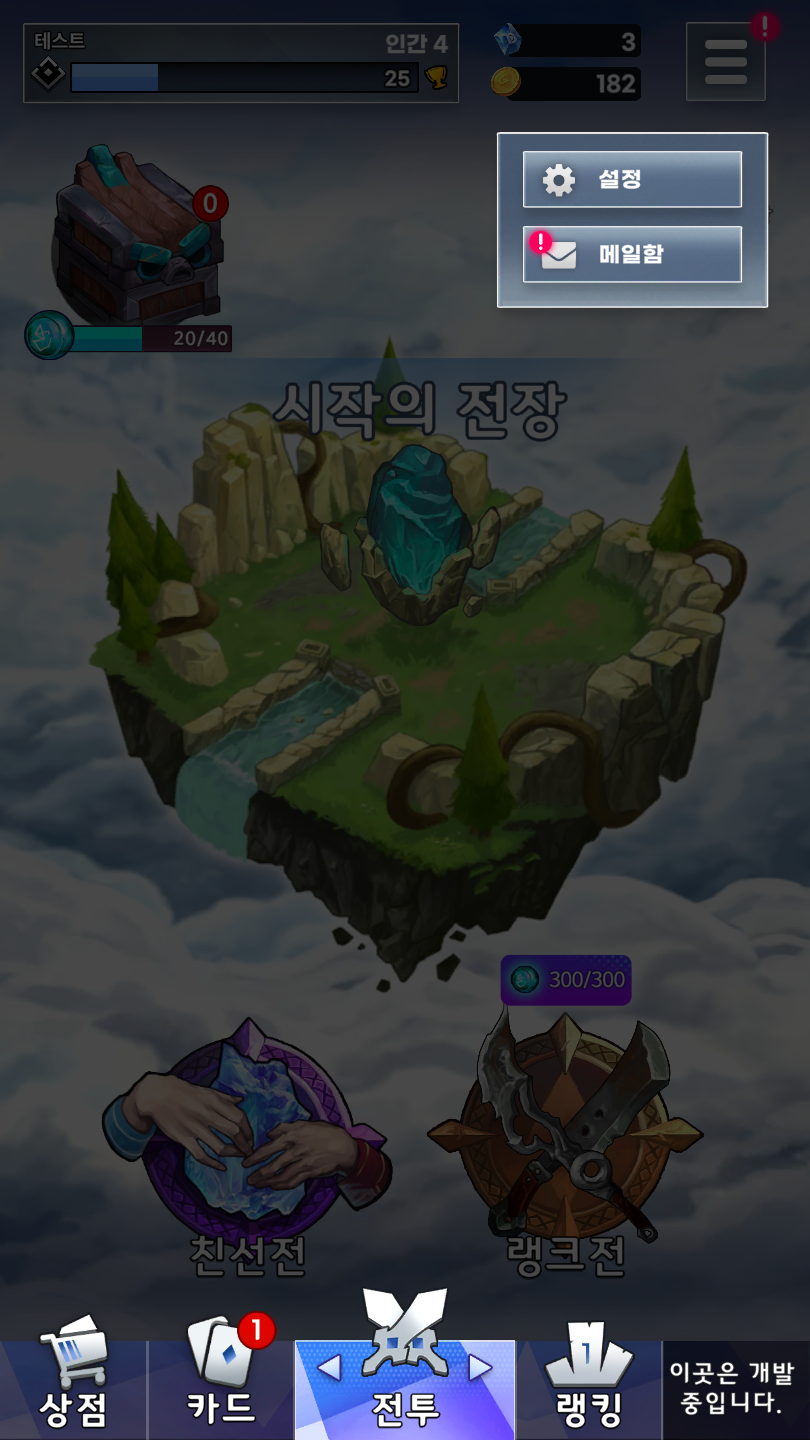 테스트
인간 4
25
3
182
!
설정
!
메일함
0
20/40
시작의 전장
300/300
친선전
랭크전
상점
1
카드
전투
1
랭킹
이곳은 개발
중입니다.